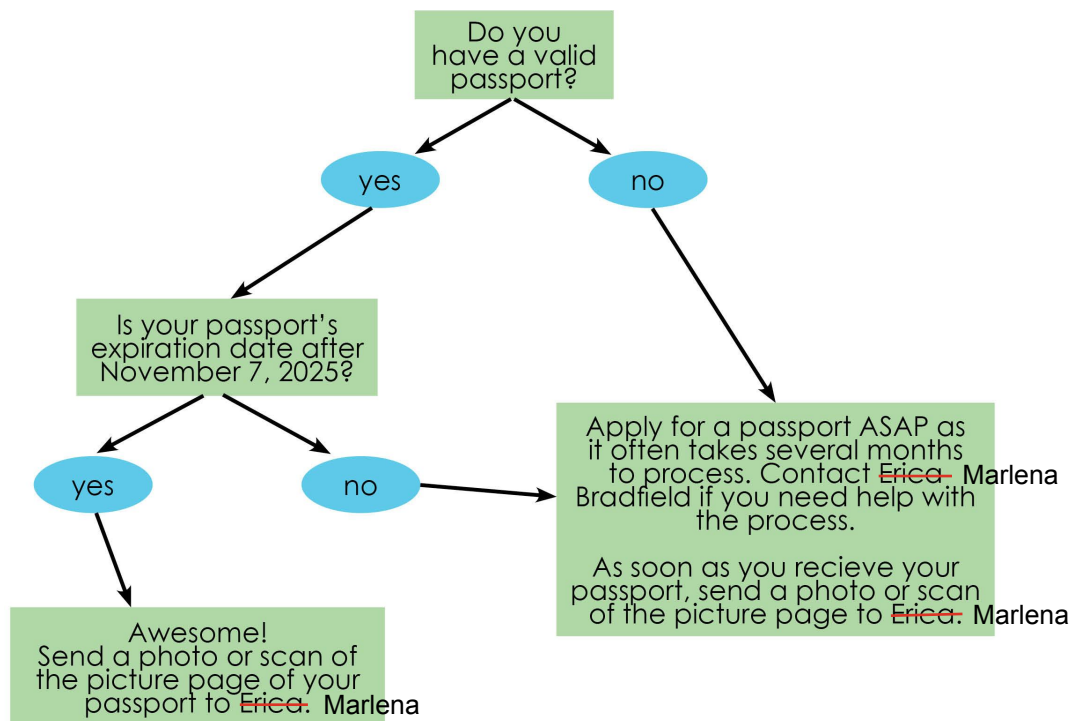 Do you
have a valid
passport?
yes
no
Is your passport's
expiration date after
November 7, 2025?
yes
no
Apply for a passport ASAP as
it often takes several months
to process. Contact Erica Marlena
Bradfield if you need help with
the process.
As soon as you recieve your
passport, send a photo or scan
of the picture page to Erica. Marlena
Awesome!
Send a photo or scan of
the picture page of your
passport to Erica. Marlena